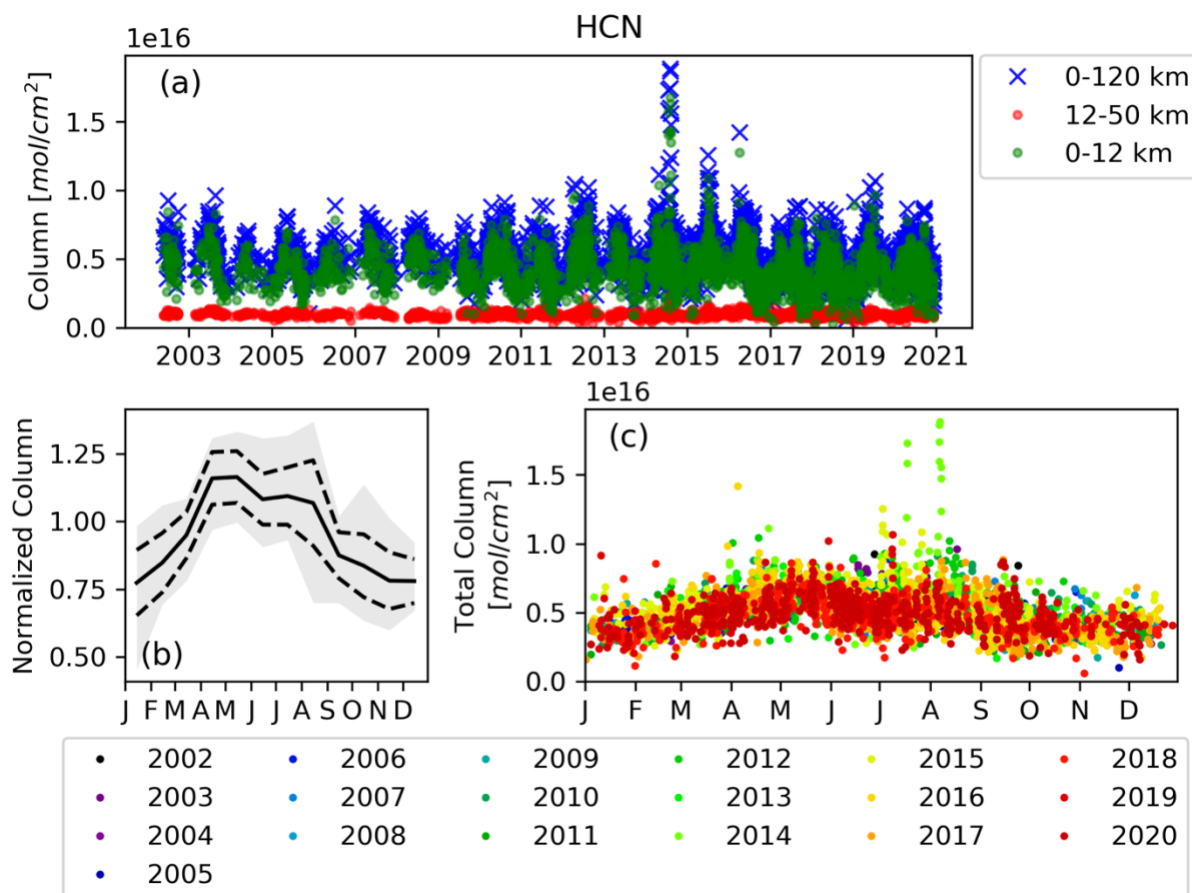 HCN
1e16
(a)
Column [mol/cm²]
1.5
1.0
0.5
0.0
2003 2005 2007 2009 2011 2013 2015 2017 2019 2021
0-120 km
12-50 km
0-12 km
Normalized Column
1.25
1.00
0.75
0.50
(b)
J F M A M J J A S O N D
1e16
(c)
Total Column
[mol/cm²]
1.5
1.0
0.5
0.0
J F M A M J J A S O N D
2002 2006 2009 2012 2015 2018
2003 2007 2010 2013 2016 2019
2004 2008 2011 2014 2017 2020
2005